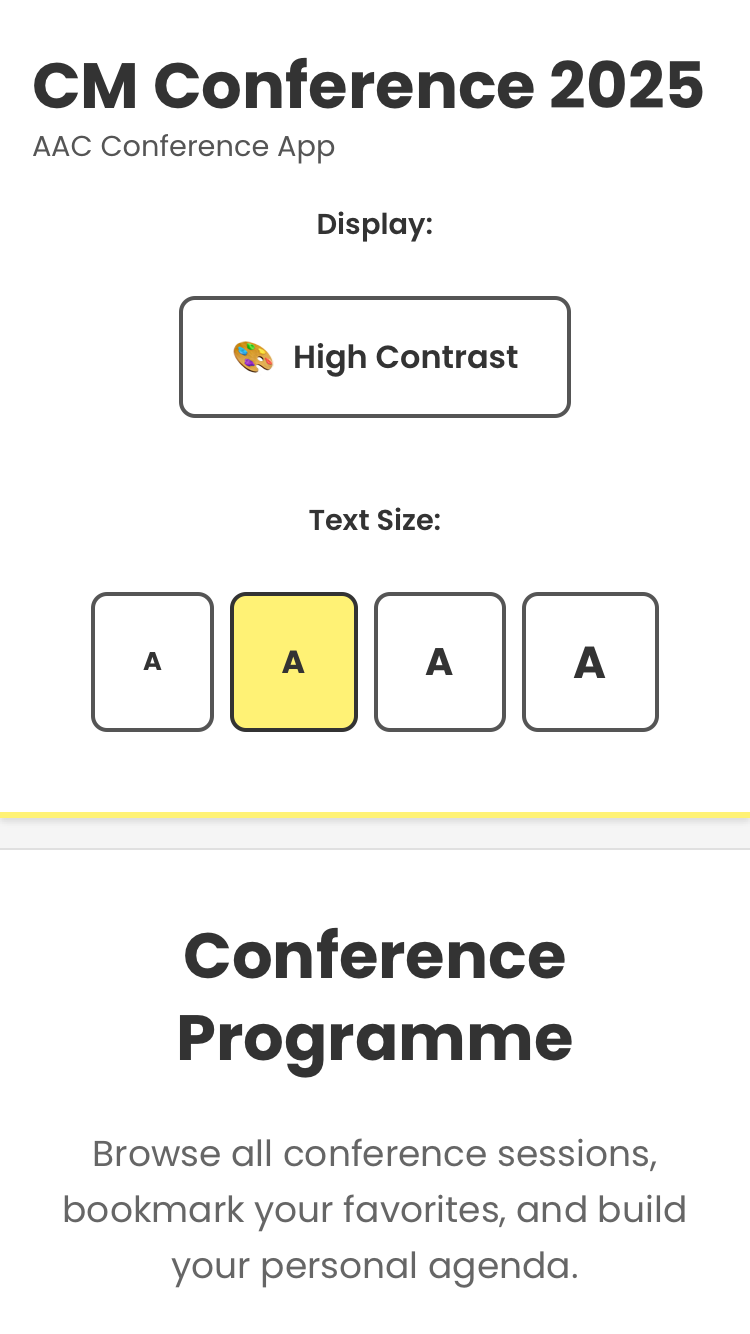 CM Conference 2025
AAC Conference App
Display:
High Contrast
Text Size:
A A A A
Conference
Programme
Browse all conference sessions,
bookmark your favorites, and build
your personal agenda.